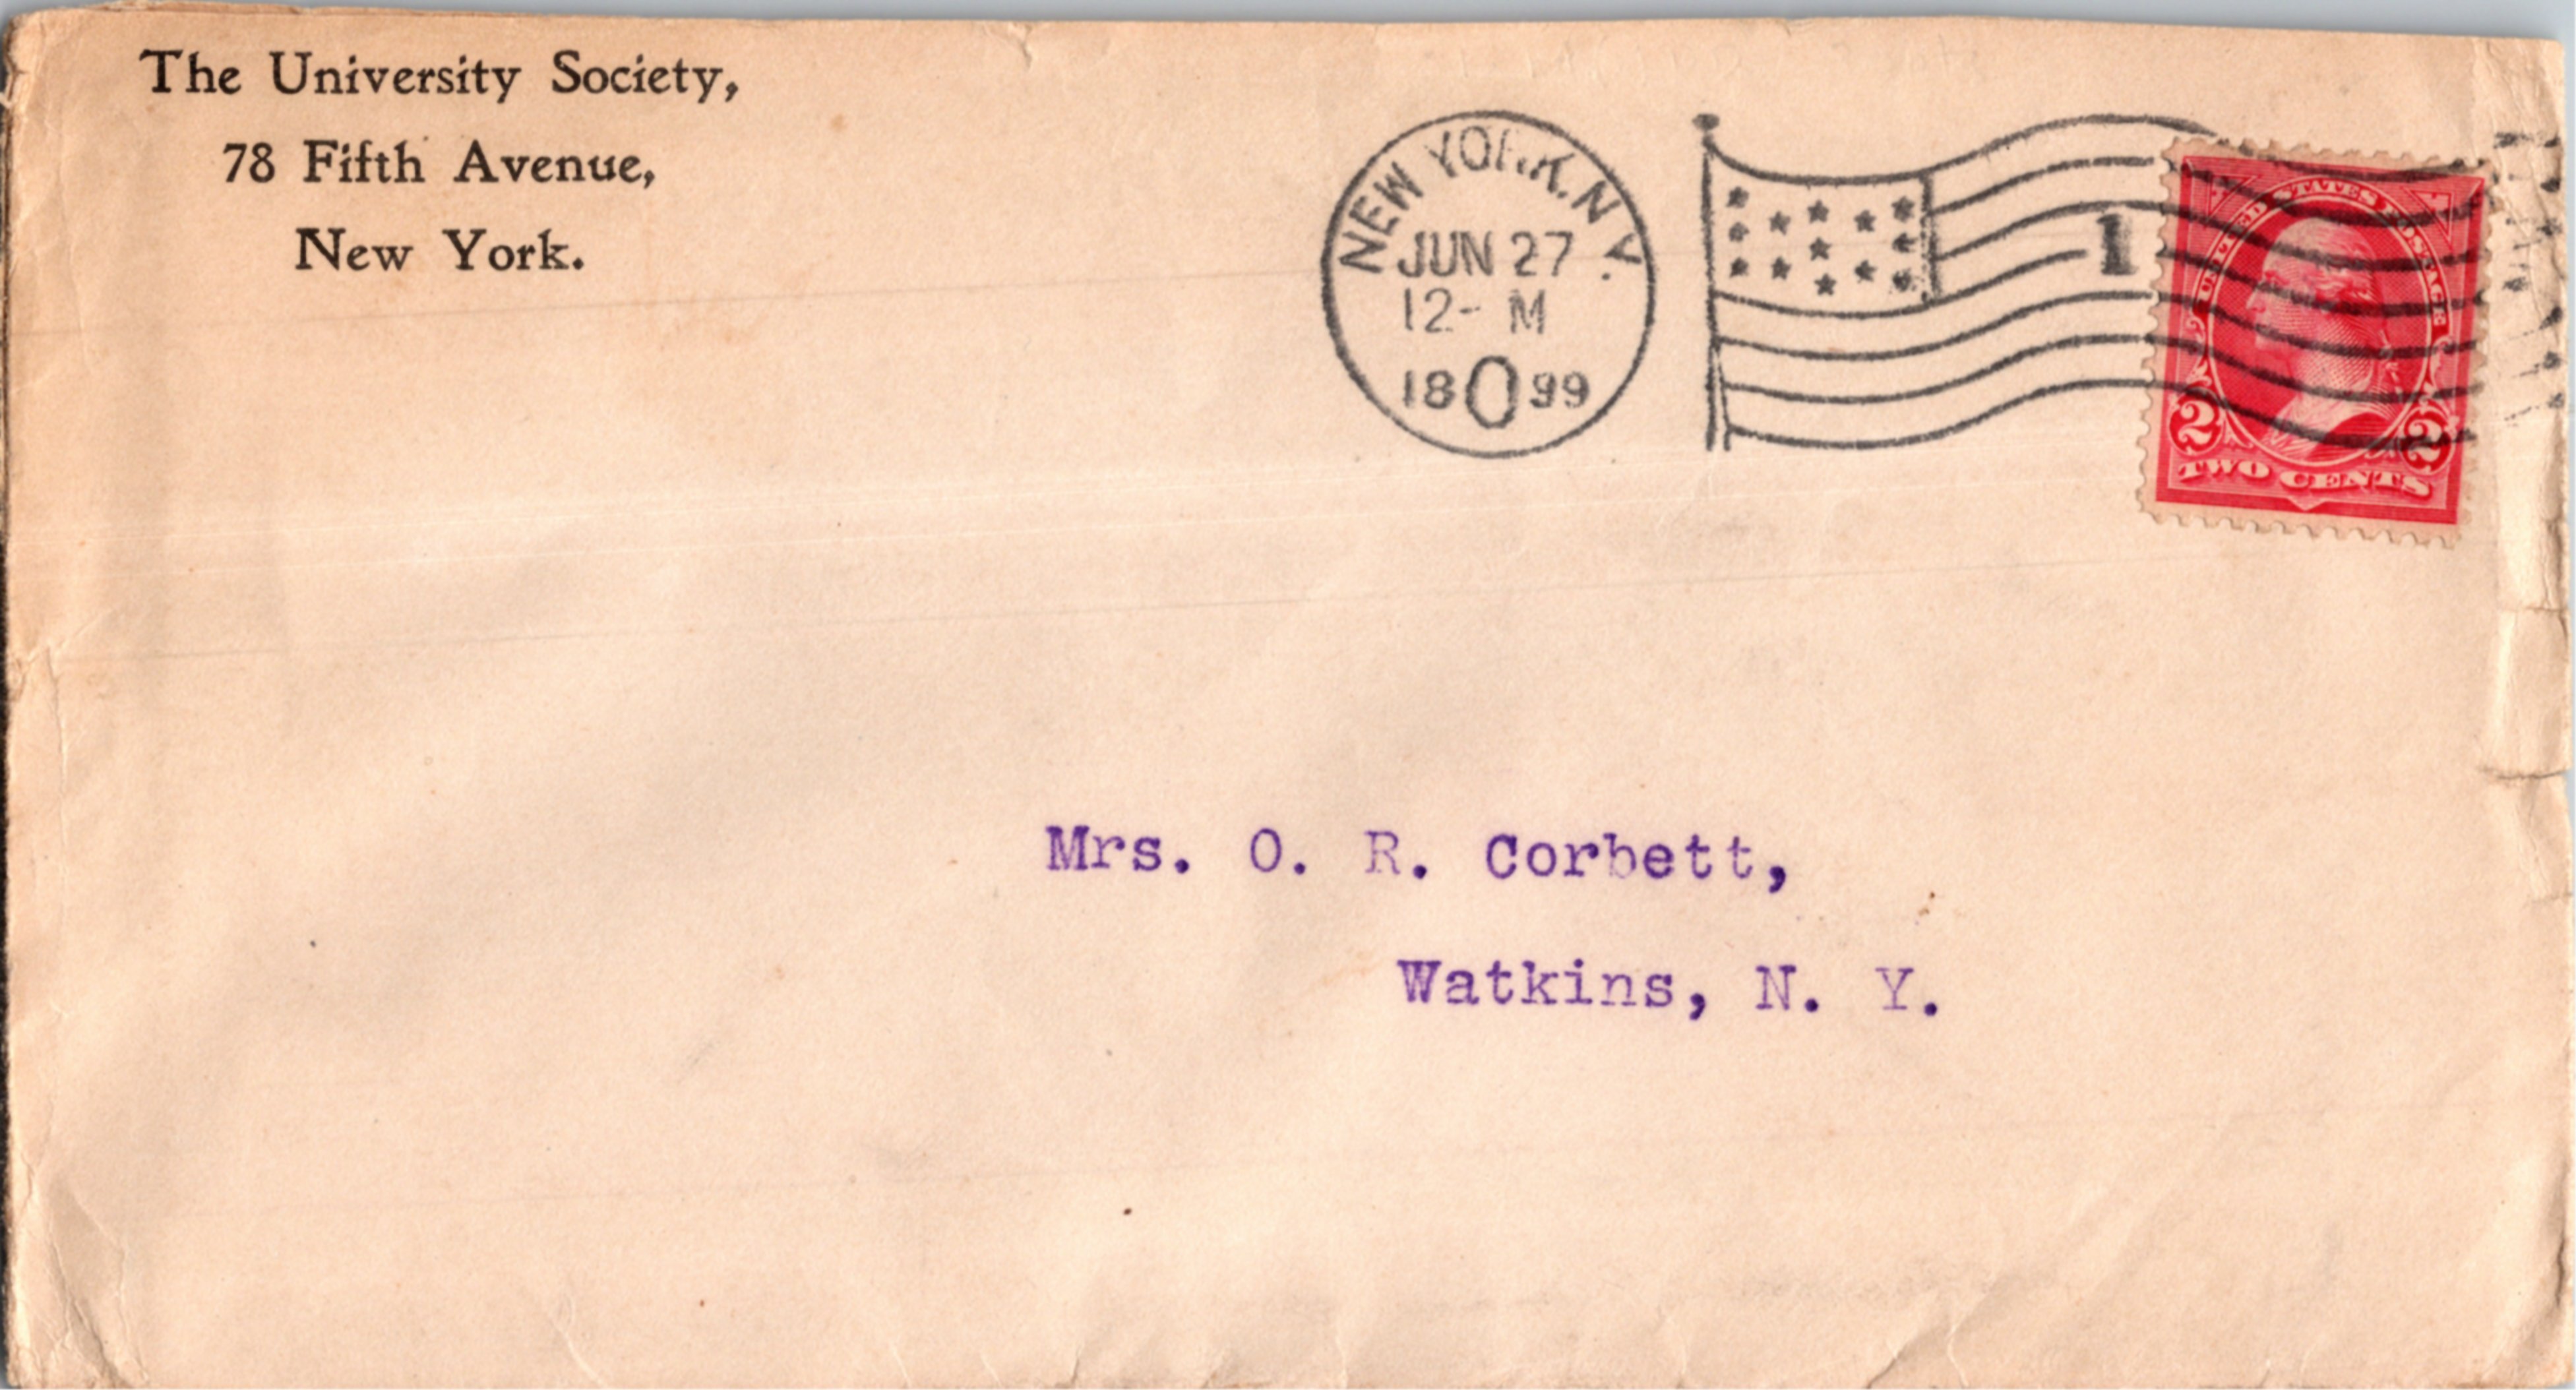 The University Society,
78 Fifth Avenue,
New York.
NEW YORK. N.Y.
JUN 27
12- M
18 O 99
1
UNITED STATES POSTAGE
2 2
TWO CENTS
Mrs. O. R. Corbett,
Watkins, N. Y.